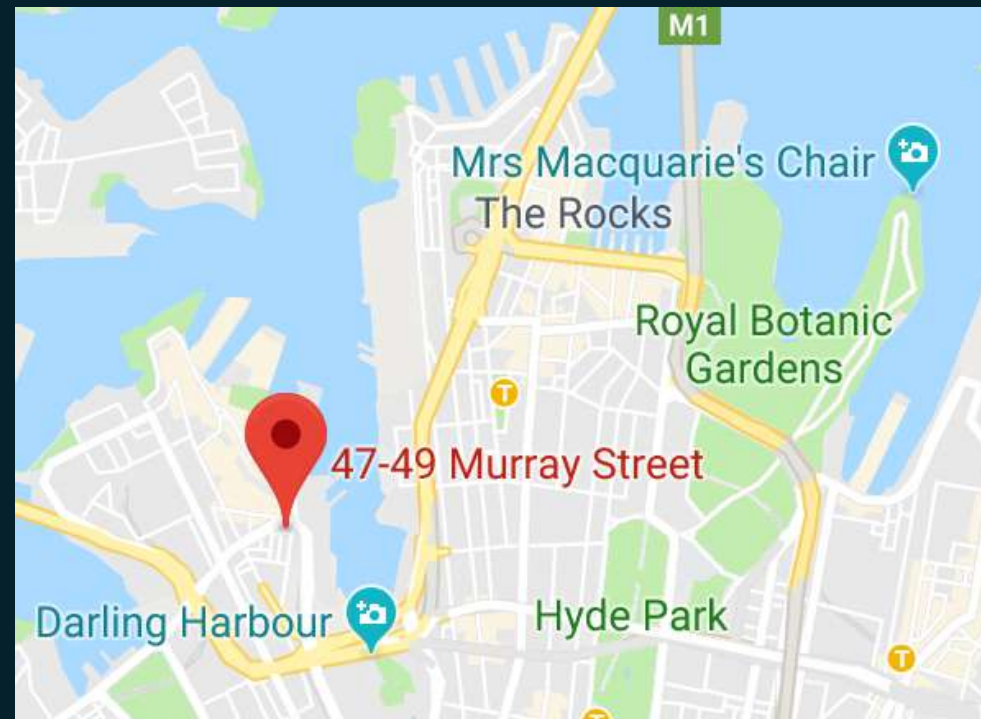 M1
Mrs Macquarie's Chair
The Rocks
Royal Botanic
Gardens
T
47-49 Murray Street
Darling Harbour
Hyde Park
T
T